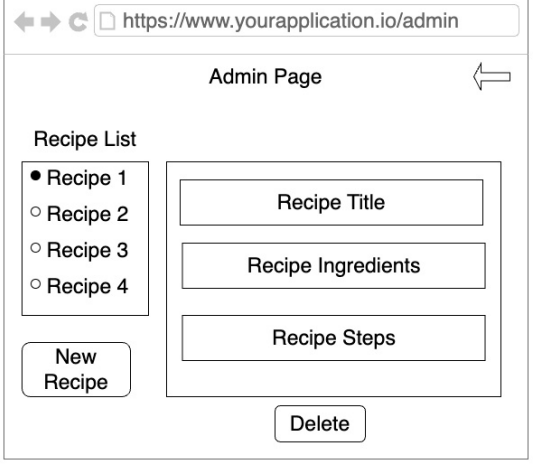 https://www.yourapplication.io/admin
Admin Page
Recipe List
Recipe 1
Recipe 2
Recipe 3
Recipe 4
New
Recipe
Recipe Title
Recipe Ingredients
Recipe Steps
Delete